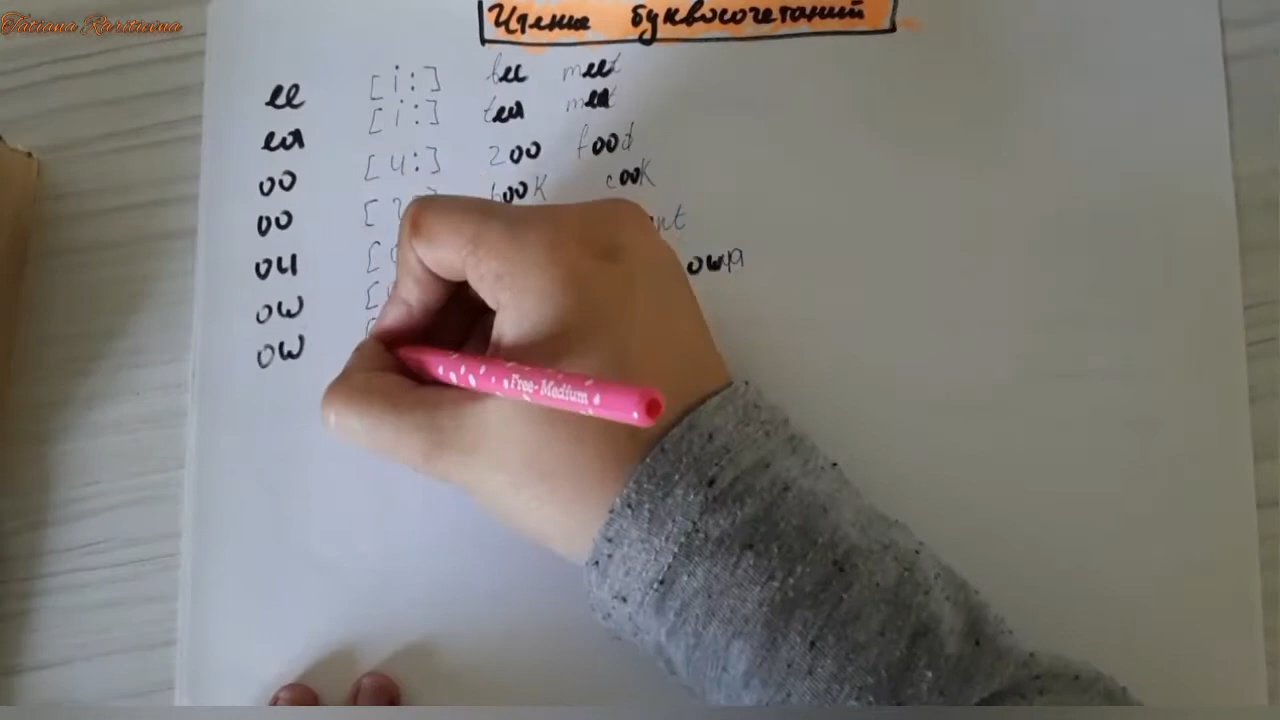 Tatiana Raritavna
Чтение буквосочетаний
ee [i:] bee meet
ea [i:] tea meat
oo [u:] zoo food
oo [ book cook
ou [
ow [
ow [
Free-Medium